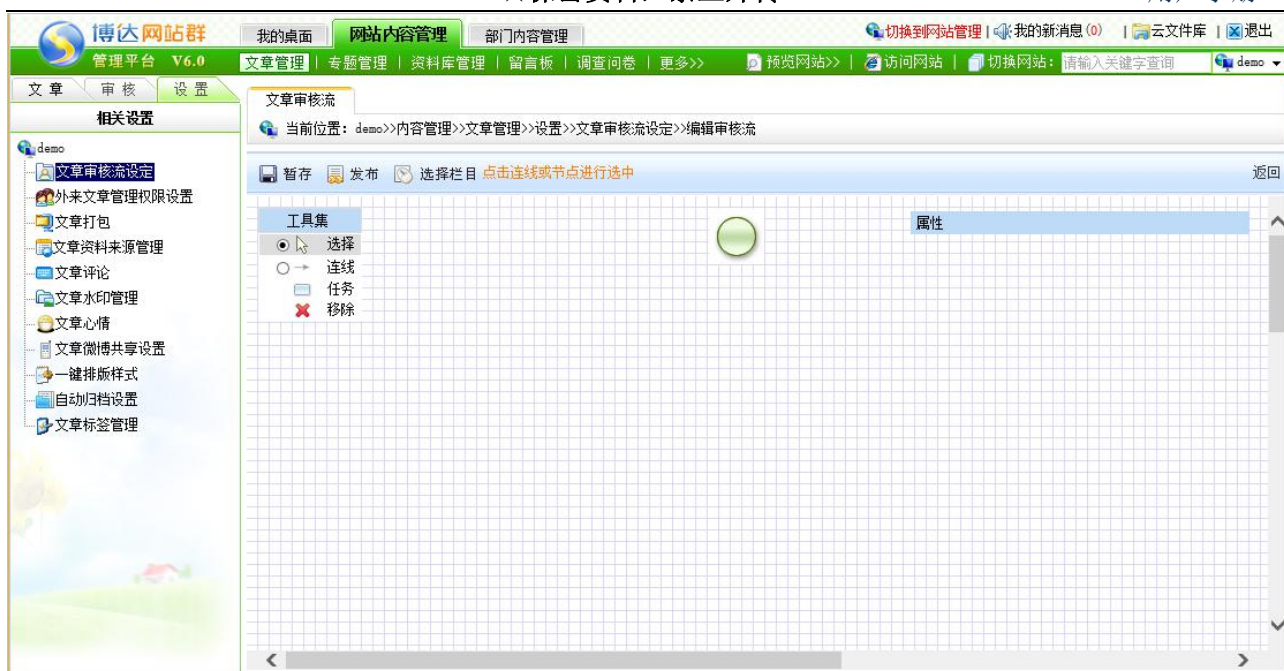 博达网站群
管理平台 V6.0
我的桌面 网站内容管理 部门内容管理
切换到网站管理 | 我的新消息(0) | 云文件库 | 退出
文章管理 | 专题管理 | 资料库管理 | 留言板 | 调查问卷 | 更多>> 预览网站>> | 访问网站 | 切换网站: 请输入关键字查询 demo
文章 审核 设置
相关设置
demo
文章审核流设定
外来文章管理权限设置
文章打包
文章资料来源管理
文章评论
文章水印管理
文章心情
文章微博共享设置
一键排版样式
自动归档设置
文章标签管理
文章审核流
当前位置: demo>>内容管理>>文章管理>>设置>>文章审核流设定>>编辑审核流
暂存 发布 选择栏目 点击连线或节点进行选中 返回
工具集
选择
连线
任务
移除
属性